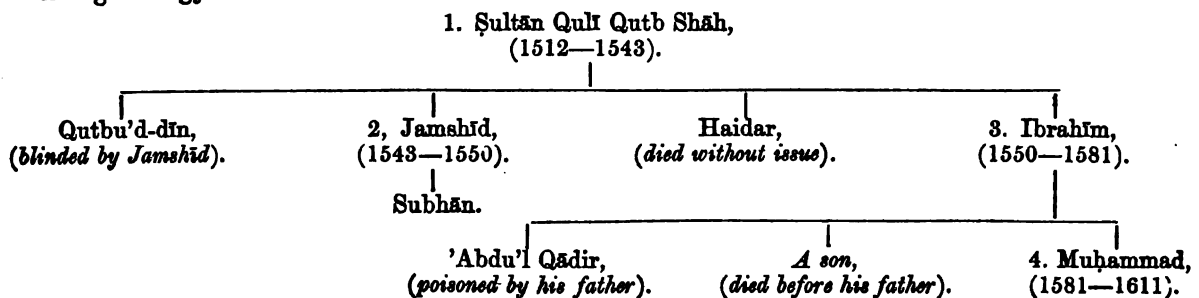 1. Ṣultān Qulī Qutb Shāh,
(1512—1543).
Qutbu'd-dīn, 2, Jamshīd, Haidar, 3. Ibrahīm,
(blinded by Jamshīd). (1543—1550). (died without issue). (1550—1581).
Subhān.
'Abdu'l Qādir, A son, 4. Muḥammad,
(poisoned by his father). (died before his father). (1581—1611).